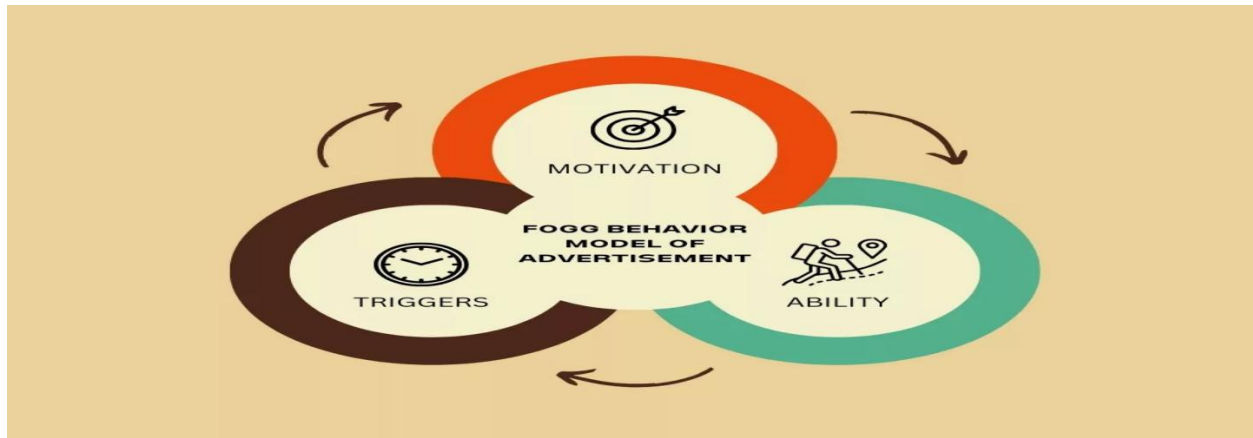 MOTIVATION
FOGG BEHAVIOR
MODEL OF
ADVERTISEMENT
TRIGGERS
ABILITY